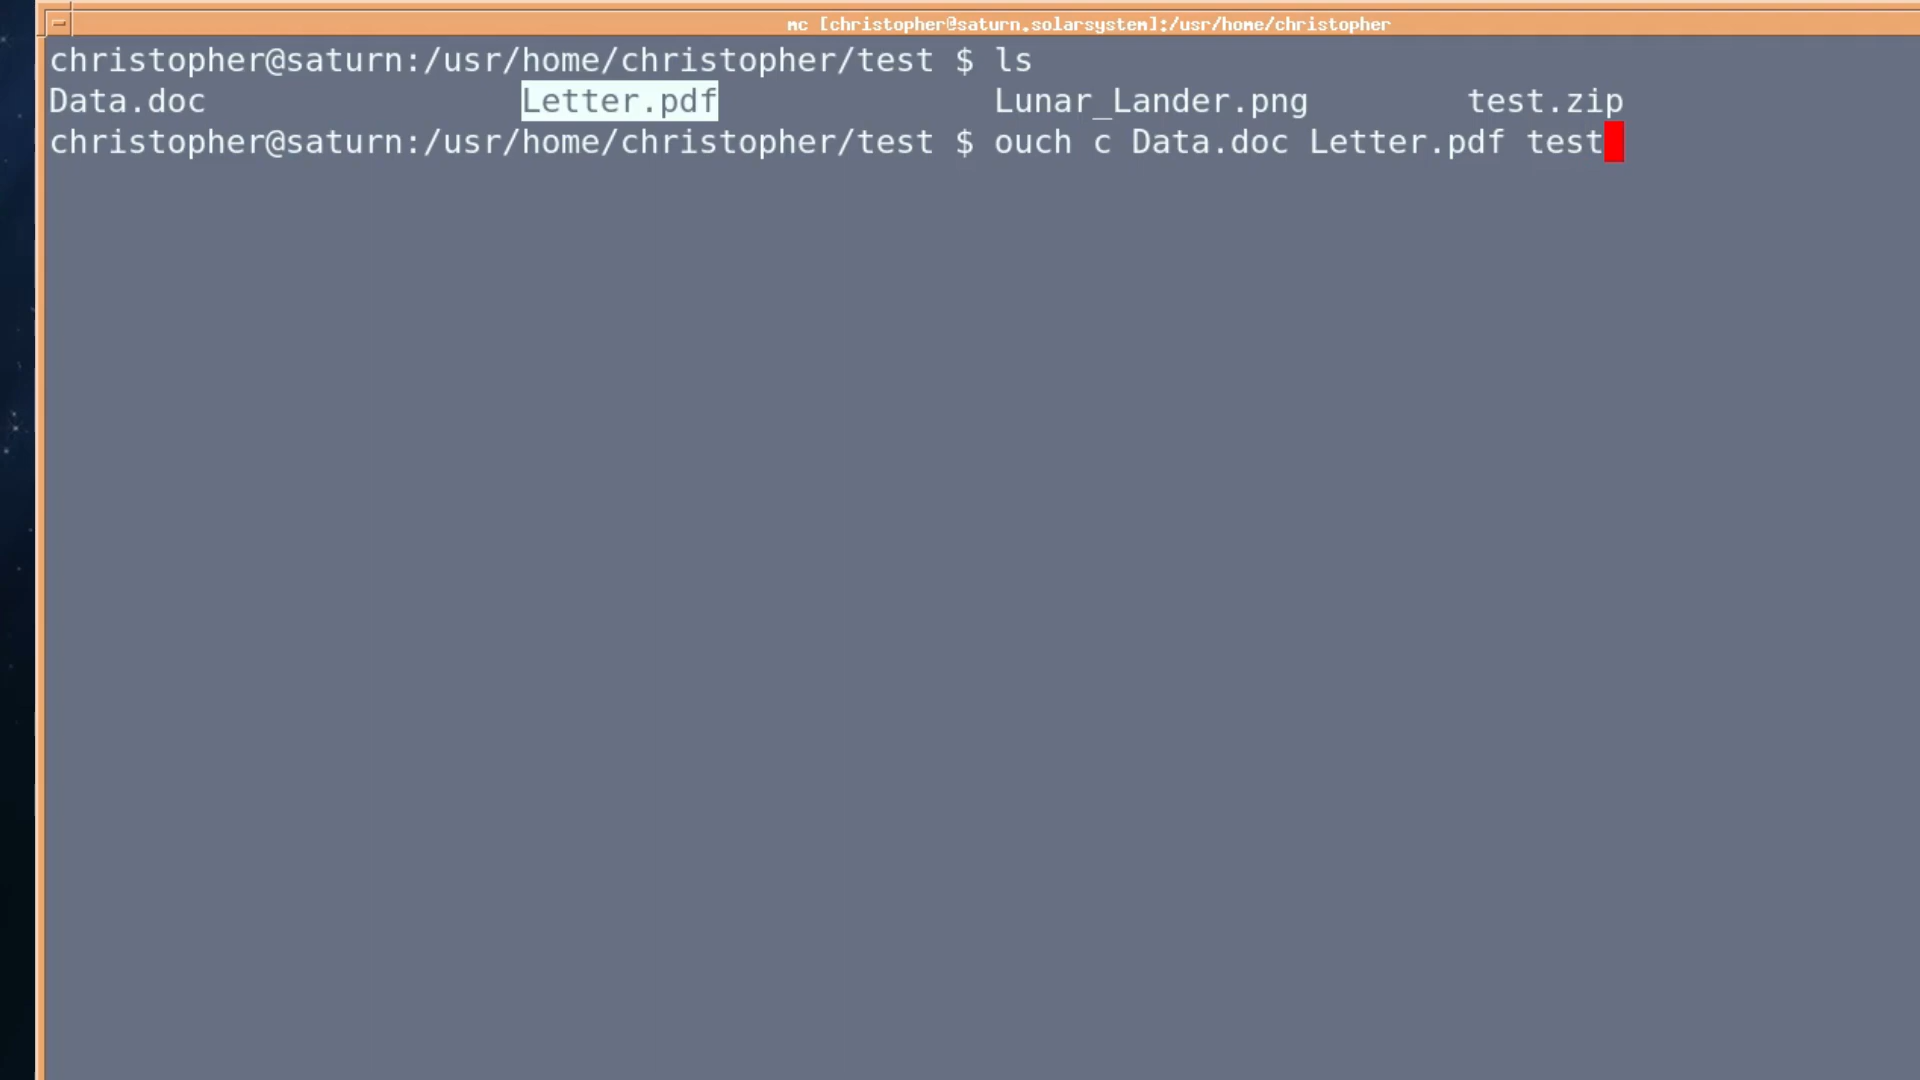 mc [christopher@saturn.solarsystem]:/usr/home/christopher
christopher@saturn:/usr/home/christopher/test $ ls
Data.doc Letter.pdf Lunar_Lander.png test.zip
christopher@saturn:/usr/home/christopher/test $ ouch c Data.doc Letter.pdf test